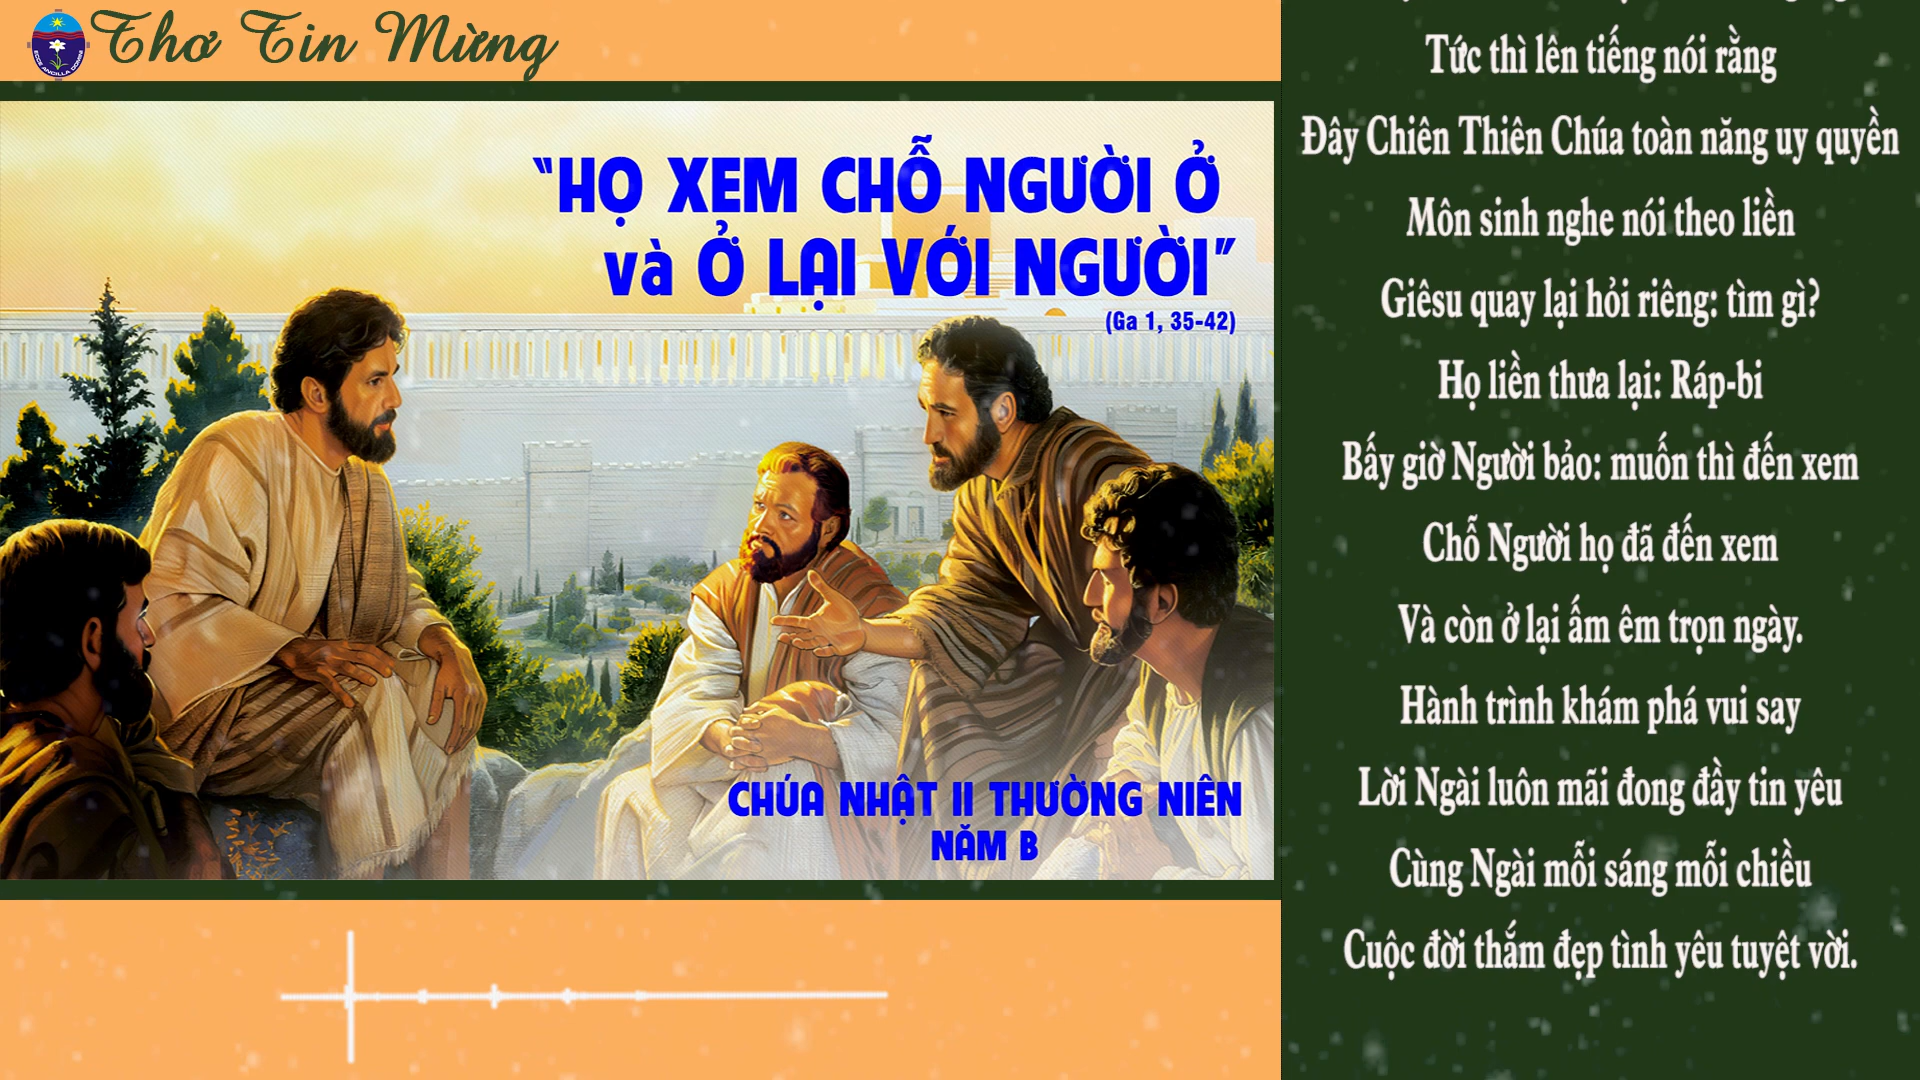 Thơ Tin Mừng
ECCE ANCILLA DOMINI
"HỌ XEM CHỖ NGƯỜI Ở
và Ở LẠI VỚI NGƯỜI"
(Ga 1, 35-42)
CHÚA NHẬT II THƯỜNG NIÊN
NĂM B
Tức thì lên tiếng nói rằng
Đây Chiên Thiên Chúa toàn năng uy quyền
Môn sinh nghe nói theo liền
Giêsu quay lại hỏi riêng: tìm gì?
Họ liền thưa lại: Ráp-bi
Bấy giờ Người bảo: muốn thì đến xem
Chỗ Người họ đã đến xem
Và còn ở lại ấm êm trọn ngày.
Hành trình khám phá vui say
Lời Ngài luôn mãi đong đầy tin yêu
Cùng Ngài mỗi sáng mỗi chiều
Cuộc đời thắm đẹp tình yêu tuyệt vời.